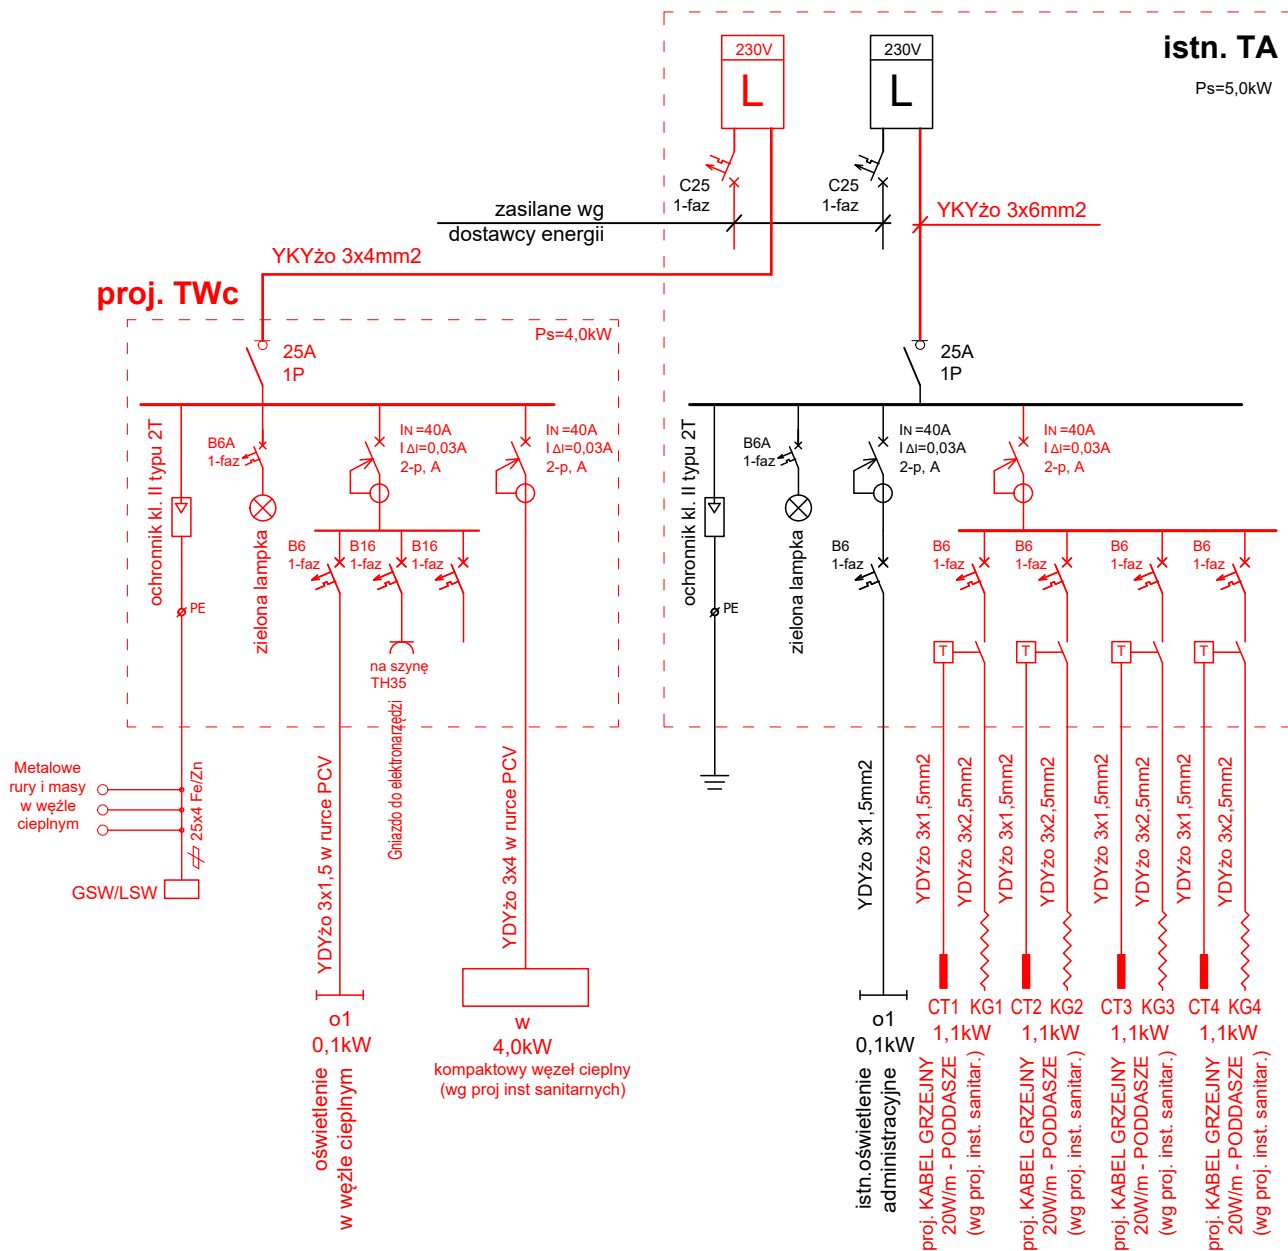 istn. TA
Ps=5,0kW
230V
L
230V
L
C25
1-faz
C25
1-faz
zasilane wg
dostawcy energii
YKYżo 3x6mm2
YKYżo 3x4mm2
proj. TWc
Ps=4,0kW
25A
1P
25A
1P
ochronnik kl. II typu 2T
B6A
1-faz
zielona lampka
IN =40A
I ΔI=0,03A
2-p, A
IN =40A
I ΔI=0,03A
2-p, A
B6
1-faz
B16
1-faz
B16
1-faz
PE
na szynę
TH35
Gniazdo do elektronarzędzi
ochronnik kl. II typu 2T
B6A
1-faz
zielona lampka
IN =40A
I ΔI=0,03A
2-p, A
IN =40A
I ΔI=0,03A
2-p, A
B6
1-faz
B6
1-faz
B6
1-faz
B6
1-faz
B6
1-faz
PE
T
T
T
T
Metalowe
rury i masy
w węźle
cieplnym
25x4 Fe/Zn
GSW/LSW
YDYżo 3x1,5 w rurce PCV
YDYżo 3x4 w rurce PCV
YDYżo 3x1,5mm2
YDYżo 3x1,5mm2
YDYżo 3x2,5mm2
YDYżo 3x1,5mm2
YDYżo 3x2,5mm2
YDYżo 3x1,5mm2
YDYżo 3x2,5mm2
YDYżo 3x1,5mm2
YDYżo 3x2,5mm2
o1
0,1kW
oświetlenie
w węźle cieplnym
w
4,0kW
kompaktowy węzeł cieplny
(wg proj inst sanitarnych)
o1
0,1kW
istn.oświetlenie
administracyjne
CT1 KG1
1,1kW
proj. KABEL GRZEJNY
20W/m - PODDASZE
(wg proj. inst. sanitar.)
CT2 KG2
1,1kW
proj. KABEL GRZEJNY
20W/m - PODDASZE
(wg proj. inst. sanitar.)
CT3 KG3
1,1kW
proj. KABEL GRZEJNY
20W/m - PODDASZE
(wg proj. inst. sanitar.)
CT4 KG4
1,1kW
proj. KABEL GRZEJNY
20W/m - PODDASZE
(wg proj. inst. sanitar.)